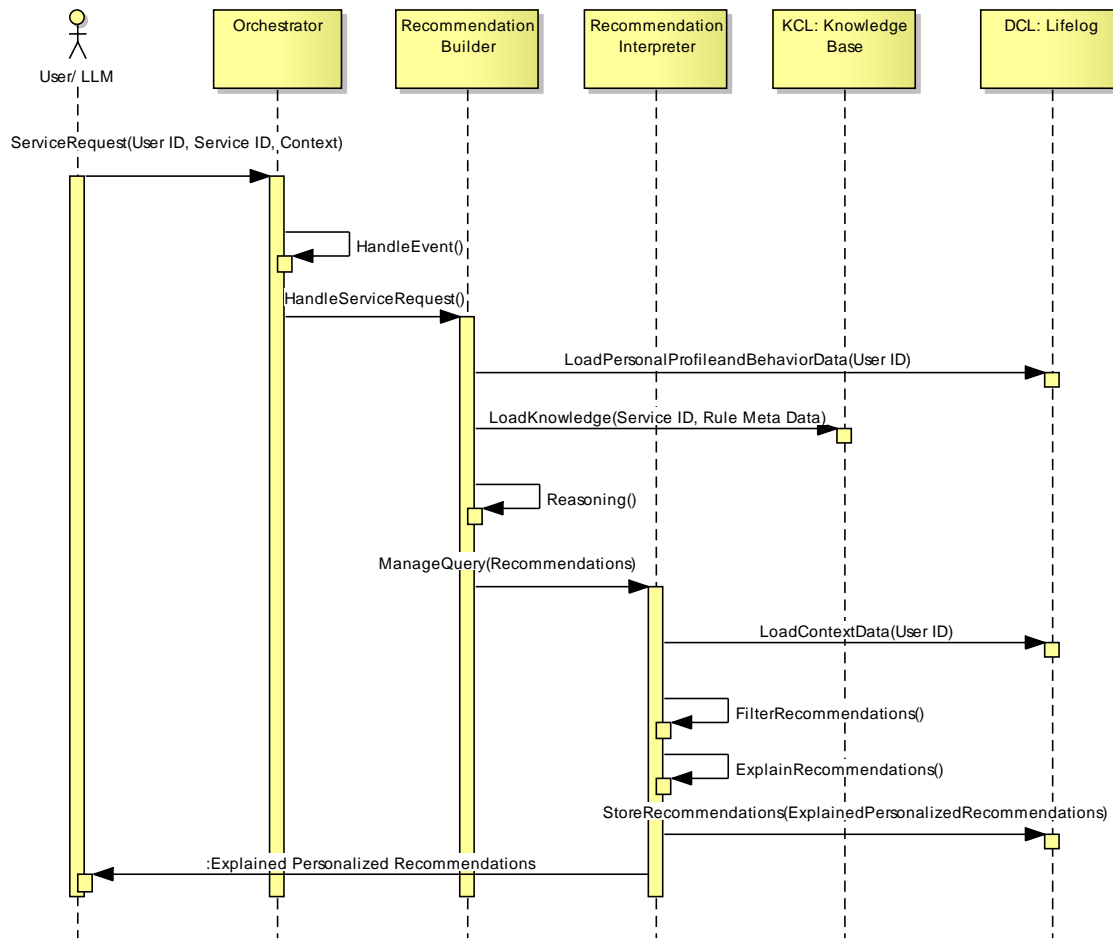 User/ LLM
Orchestrator
Recommendation
Builder
Recommendation
Interpreter
KCL: Knowledge
Base
DCL: Lifelog
ServiceRequest(User ID, Service ID, Context)
HandleEvent()
HandleServiceRequest()
LoadPersonalProfileandBehaviorData(User ID)
LoadKnowledge(Service ID, Rule Meta Data)
Reasoning()
ManageQuery(Recommendations)
LoadContextData(User ID)
FilterRecommendations()
ExplainRecommendations()
StoreRecommendations(ExplainedPersonalizedRecommendations)
:Explained Personalized Recommendations